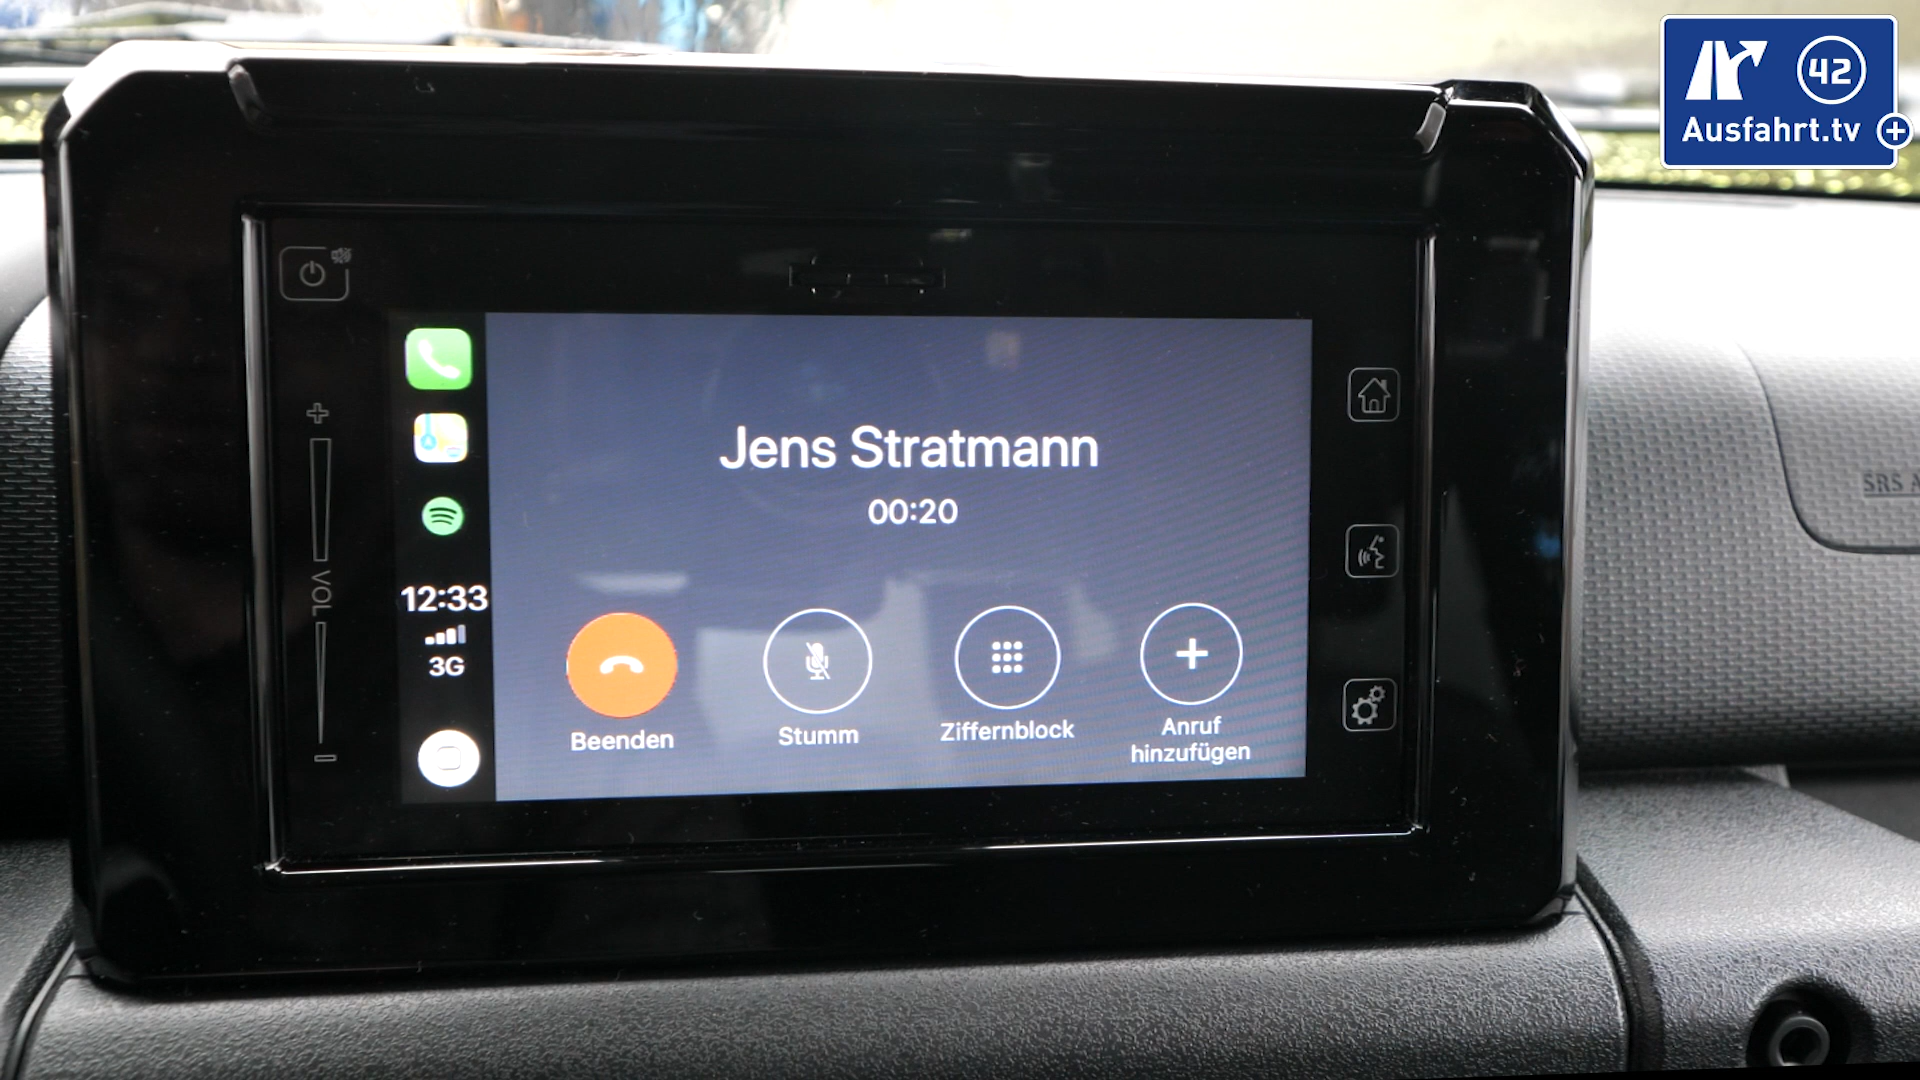 42
Ausfahrt.tv
Jens Stratmann
00:20
VOL
12:33
3G
Beenden
Stumm
Ziffernblock
Anruf
hinzufügen
SRS